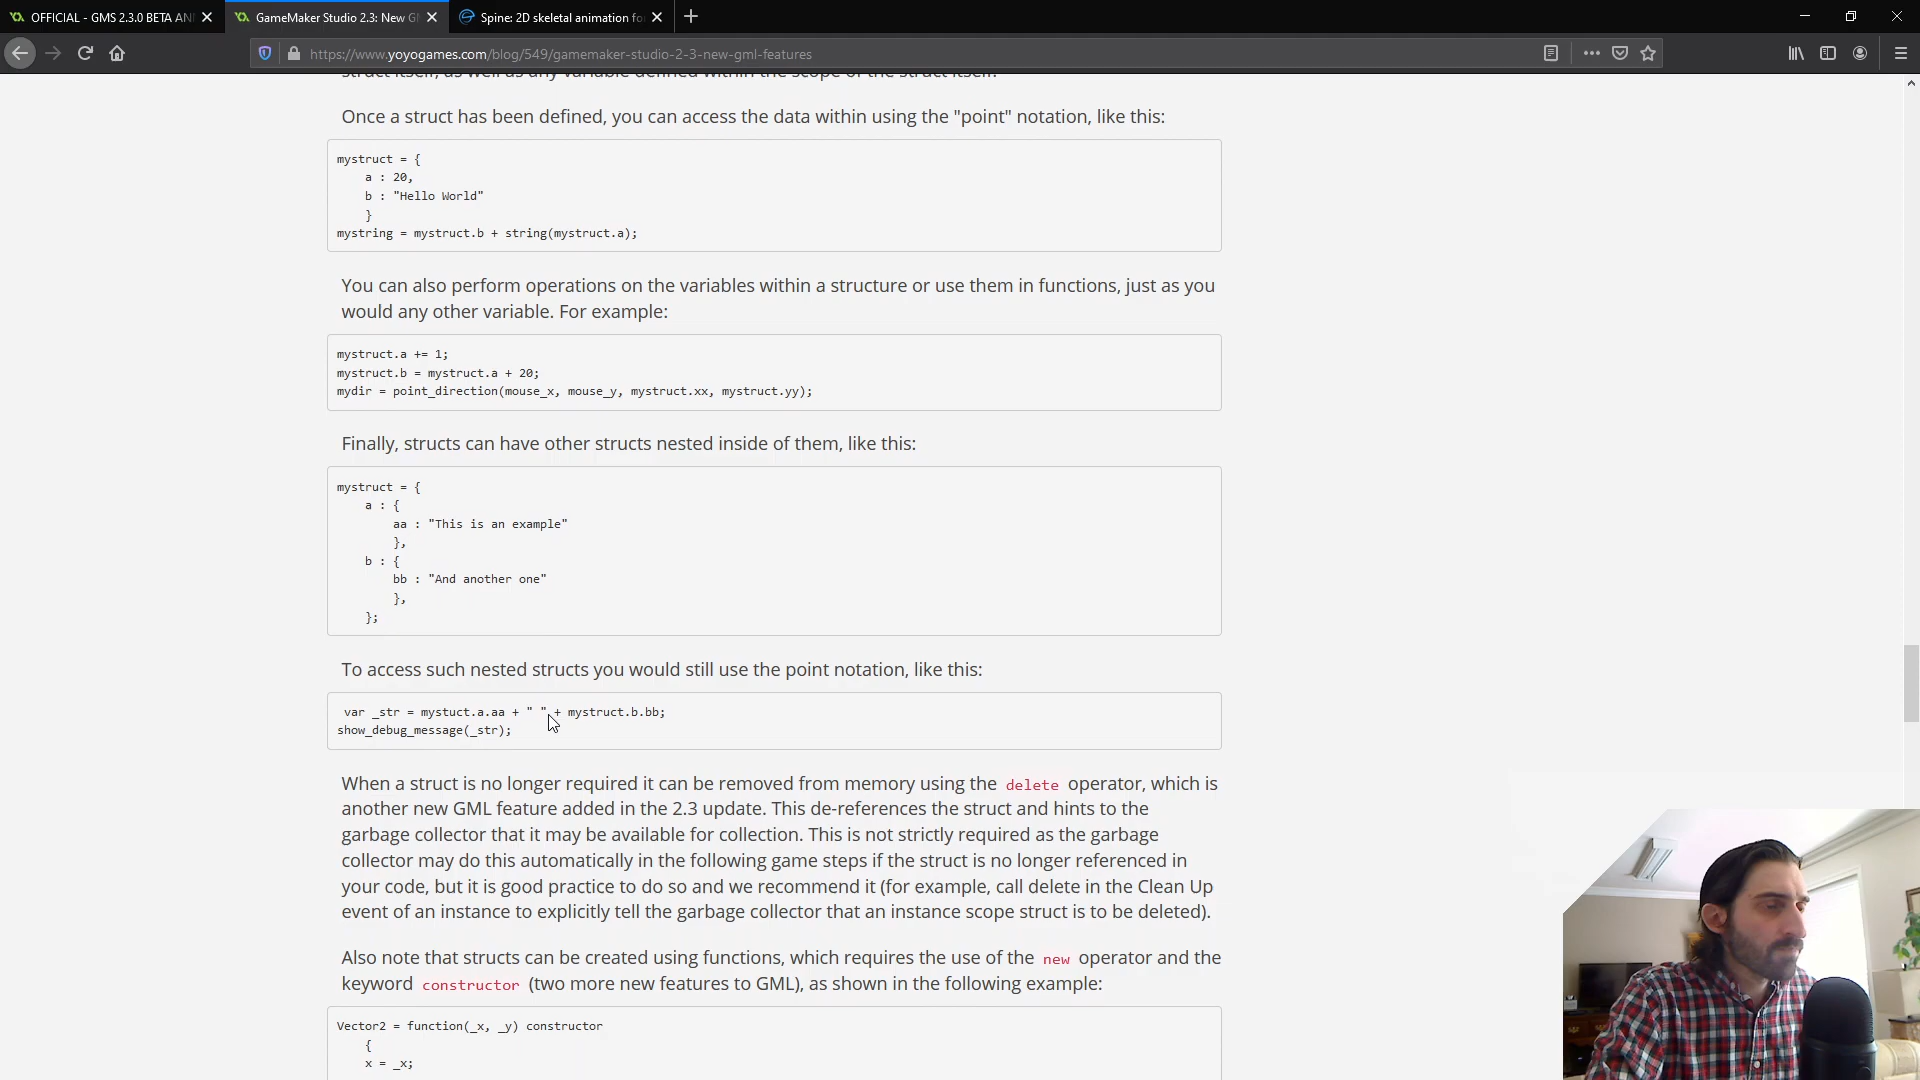 OFFICIAL - GMS 2.3.0 BETA AN
GameMaker Studio 2.3: New G
Spine: 2D skeletal animation fo
https://www.yoyogames.com/blog/549/gamemaker-studio-2-3-new-gml-features
struct itself, as well as any variable defined within the scope of the struct itself.
Once a struct has been defined, you can access the data within using the "point" notation, like this:
mystruct = {
a : 20,
b : "Hello World"
}
mystring = mystruct.b + string(mystruct.a);
You can also perform operations on the variables within a structure or use them in functions, just as you
would any other variable. For example:
mystruct.a += 1;
mystruct.b = mystruct.a + 20;
mydir = point_direction(mouse_x, mouse_y, mystruct.xx, mystruct.yy);
Finally, structs can have other structs nested inside of them, like this:
mystruct = {
a : {
aa : "This is an example"
},
b : {
bb : "And another one"
},
};
To access such nested structs you would still use the point notation, like this:
var _str = mystuct.a.aa + " " + mystruct.b.bb;
show_debug_message(_str);
When a struct is no longer required it can be removed from memory using the delete operator, which is
another new GML feature added in the 2.3 update. This de-references the struct and hints to the
garbage collector that it may be available for collection. This is not strictly required as the garbage
collector may do this automatically in the following game steps if the struct is no longer referenced in
your code, but it is good practice to do so and we recommend it (for example, call delete in the Clean Up
event of an instance to explicitly tell the garbage collector that an instance scope struct is to be deleted).
Also note that structs can be created using functions, which requires the use of the new operator and the
keyword constructor (two more new features to GML), as shown in the following example:
Vector2 = function(_x, _y) constructor
{
x = _x;